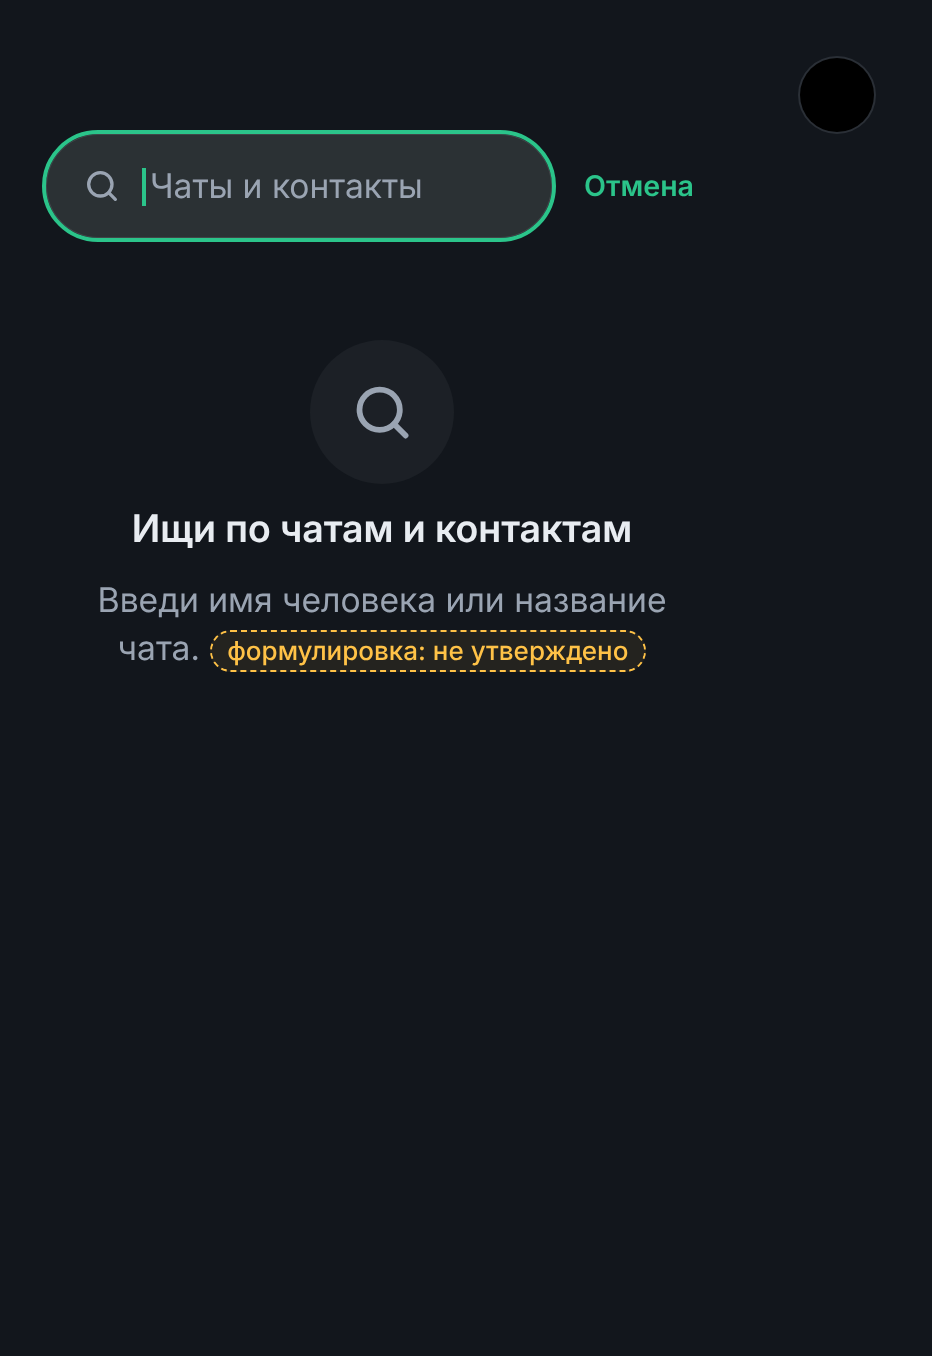 Чаты и контакты Отмена
Ищи по чатам и контактам
Введи имя человека или название
чата. формулировка: не утверждено